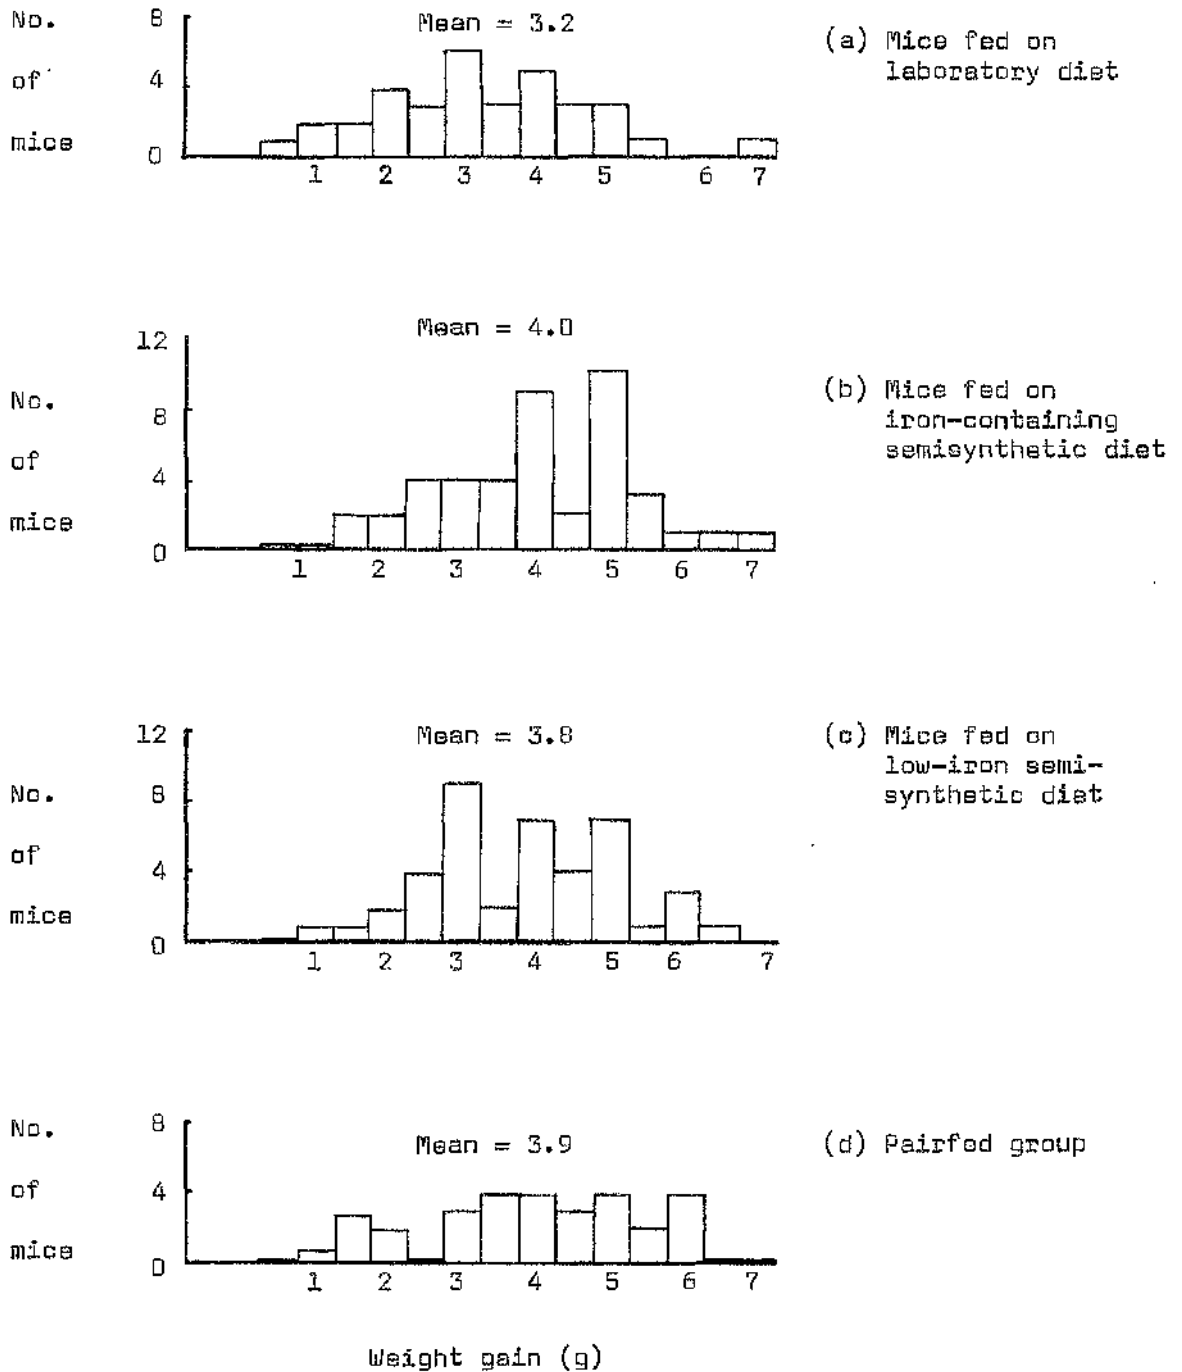 No.
of
mice
8
4
0
Mean = 3.2
1 2 3 4 5 6 7
(a) Mice fed on
laboratory diet
No.
of
mice
12
8
4
0
Mean = 4.0
1 2 3 4 5 6 7
(b) Mice fed on
iron-containing
semisynthetic diet
No.
of
mice
12
8
4
0
Mean = 3.8
1 2 3 4 5 6 7
(c) Mice fed on
low-iron semi-
synthetic diet
No.
of
mice
8
4
0
Mean = 3.9
1 2 3 4 5 6 7
(d) Pairfed group
Weight gain (g)